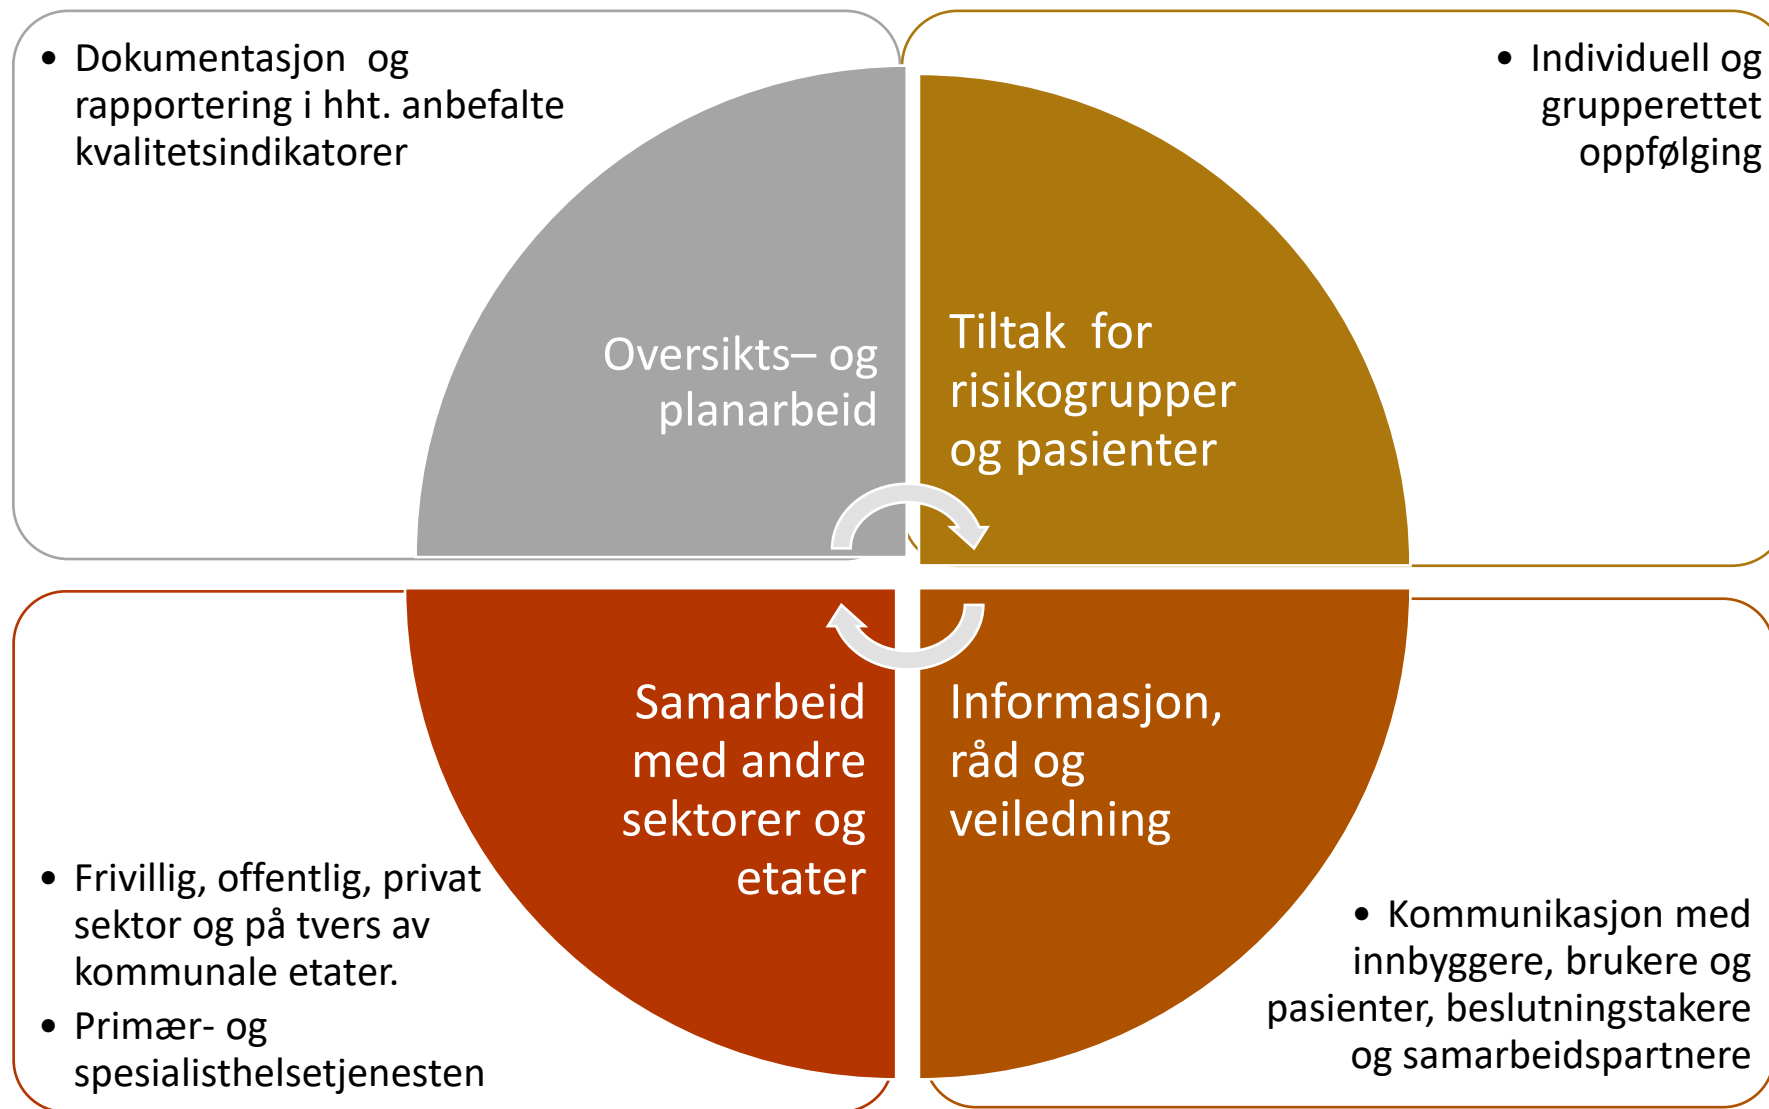 • Dokumentasjon  og
rapportering i hht. anbefalte
kvalitetsindikatorer
• Individuell og
grupperettet
oppfølging
Oversikts– og
planarbeid
Tiltak  for
risikogrupper
og pasienter
Samarbeid
med andre
sektorer og
etater
Informasjon,
råd og
veiledning
• Frivillig, offentlig, privat
sektor og på tvers av
kommunale etater.
• Primær- og
spesialisthelsetjenesten
• Kommunikasjon med
innbyggere, brukere og
pasienter, beslutningstakere
og samarbeidspartnere